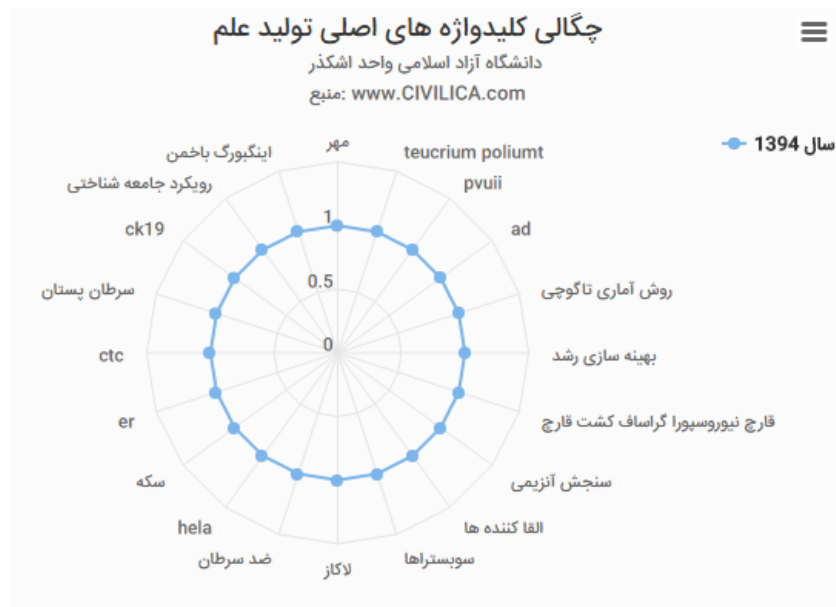 چگالی کلیدواژه های اصلی تولید علم
دانشگاه آزاد اسلامی واحد اشکذر
منبع: www.CIVILICA.com
سال 1394
مهر
teucrium poliumt
pvuii
ad
روش آماری تاگوچی
بهینه سازی رشد
قارچ نیوروسپورا گراساف کشت قارچ
سنجش آنزیمی
القا کننده ها
سوبستراها
لاکاز
ضد سرطان
hela
سکه
er
ctc
سرطان پستان
ck19
رویکرد جامعه شناختی
اینگبورگ باخمن
1
0.5
0